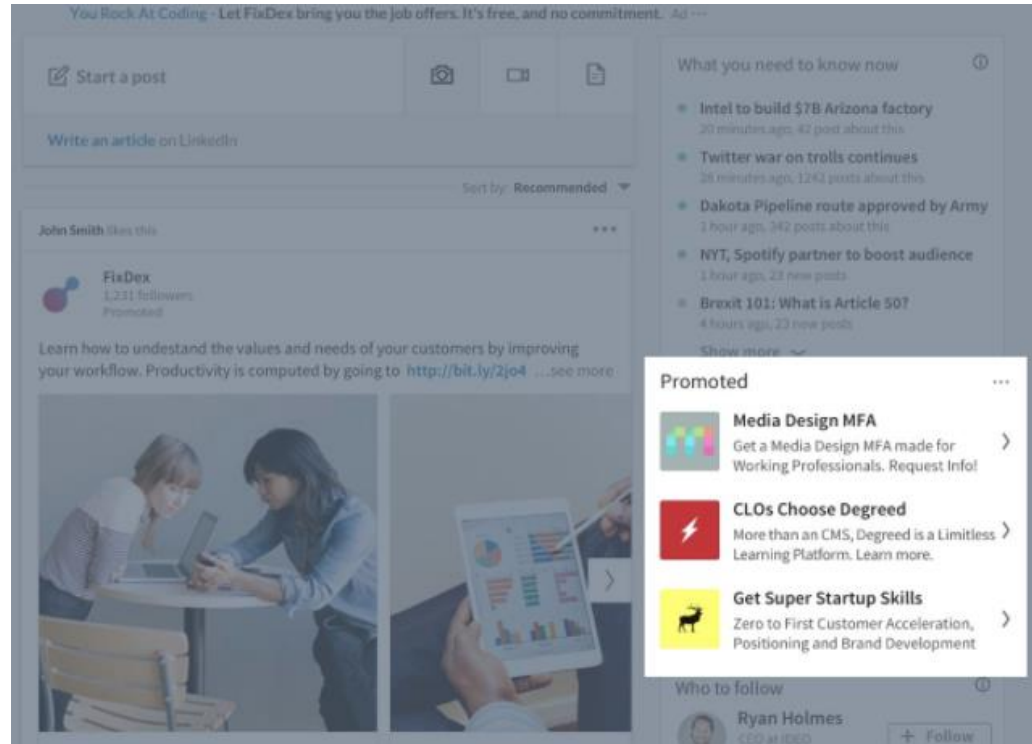 You Rock At Coding - Let FixDex bring you the job offers. It's free, and no commitment. Ad ...
Start a post
Write an article on LinkedIn
Sort by: Recommended
John Smith likes this
FixDex
1,231 followers
Promoted
Learn how to undestand the values and needs of your customers by improving
your workflow. Productivity is computed by going to http://bit.ly/2jo4 ...see more
What you need to know now
Intel to build $7B Arizona factory
20 minutes ago, 42 post about this
Twitter war on trolls continues
28 minutes ago, 1242 posts about this
Dakota Pipeline route approved by Army
1 hour ago, 342 posts about this
NYT, Spotify partner to boost audience
1 hour ago, 23 new posts
Brexit 101: What is Article 50?
4 hours ago, 23 new posts
Show more
Promoted
Media Design MFA
Get a Media Design MFA made for
Working Professionals. Request Info!
CLOs Choose Degreed
More than an CMS, Degreed is a Limitless
Learning Platform. Learn more.
Get Super Startup Skills
Zero to First Customer Acceleration,
Positioning and Brand Development
Who to follow
Ryan Holmes
CEO at IDEO
+ Follow